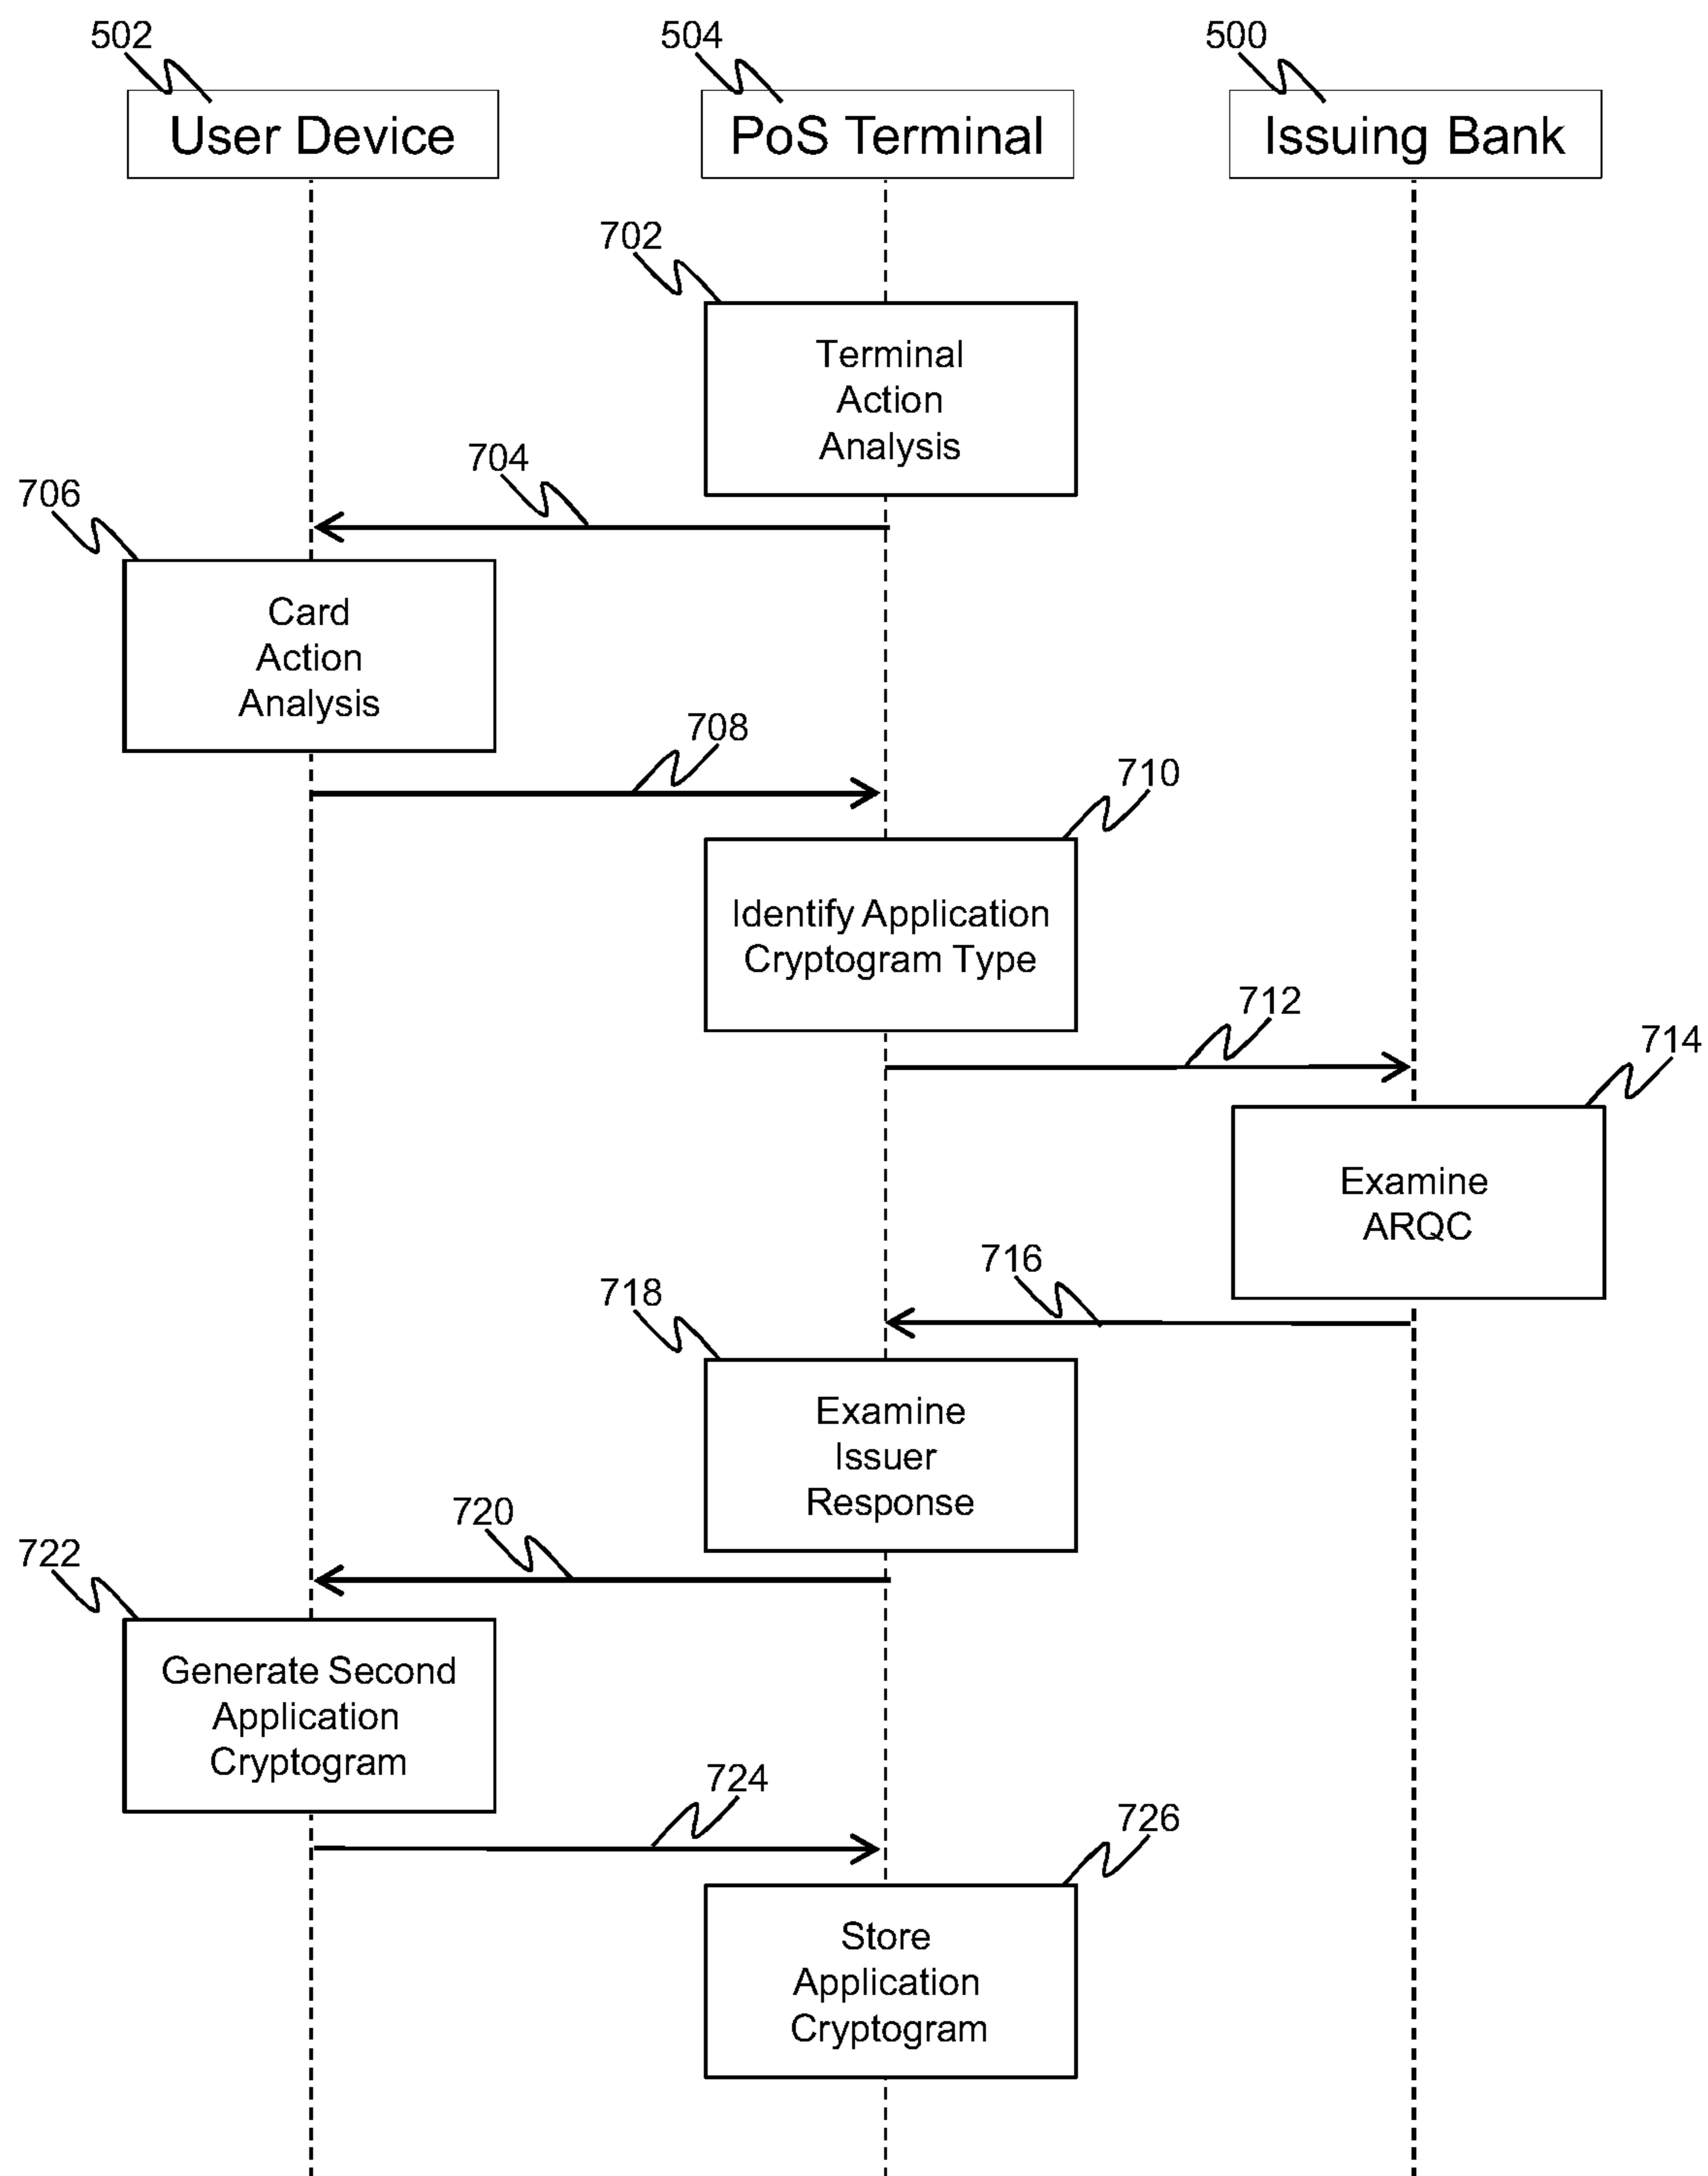 502
504
500
User Device
PoS Terminal
Issuing Bank
702
Terminal
Action
Analysis
704
706
Card
Action
Analysis
708
710
Identify Application
Cryptogram Type
712
714
Examine
ARQC
716
718
Examine
Issuer
Response
720
722
Generate Second
Application
Cryptogram
724
726
Store
Application
Cryptogram